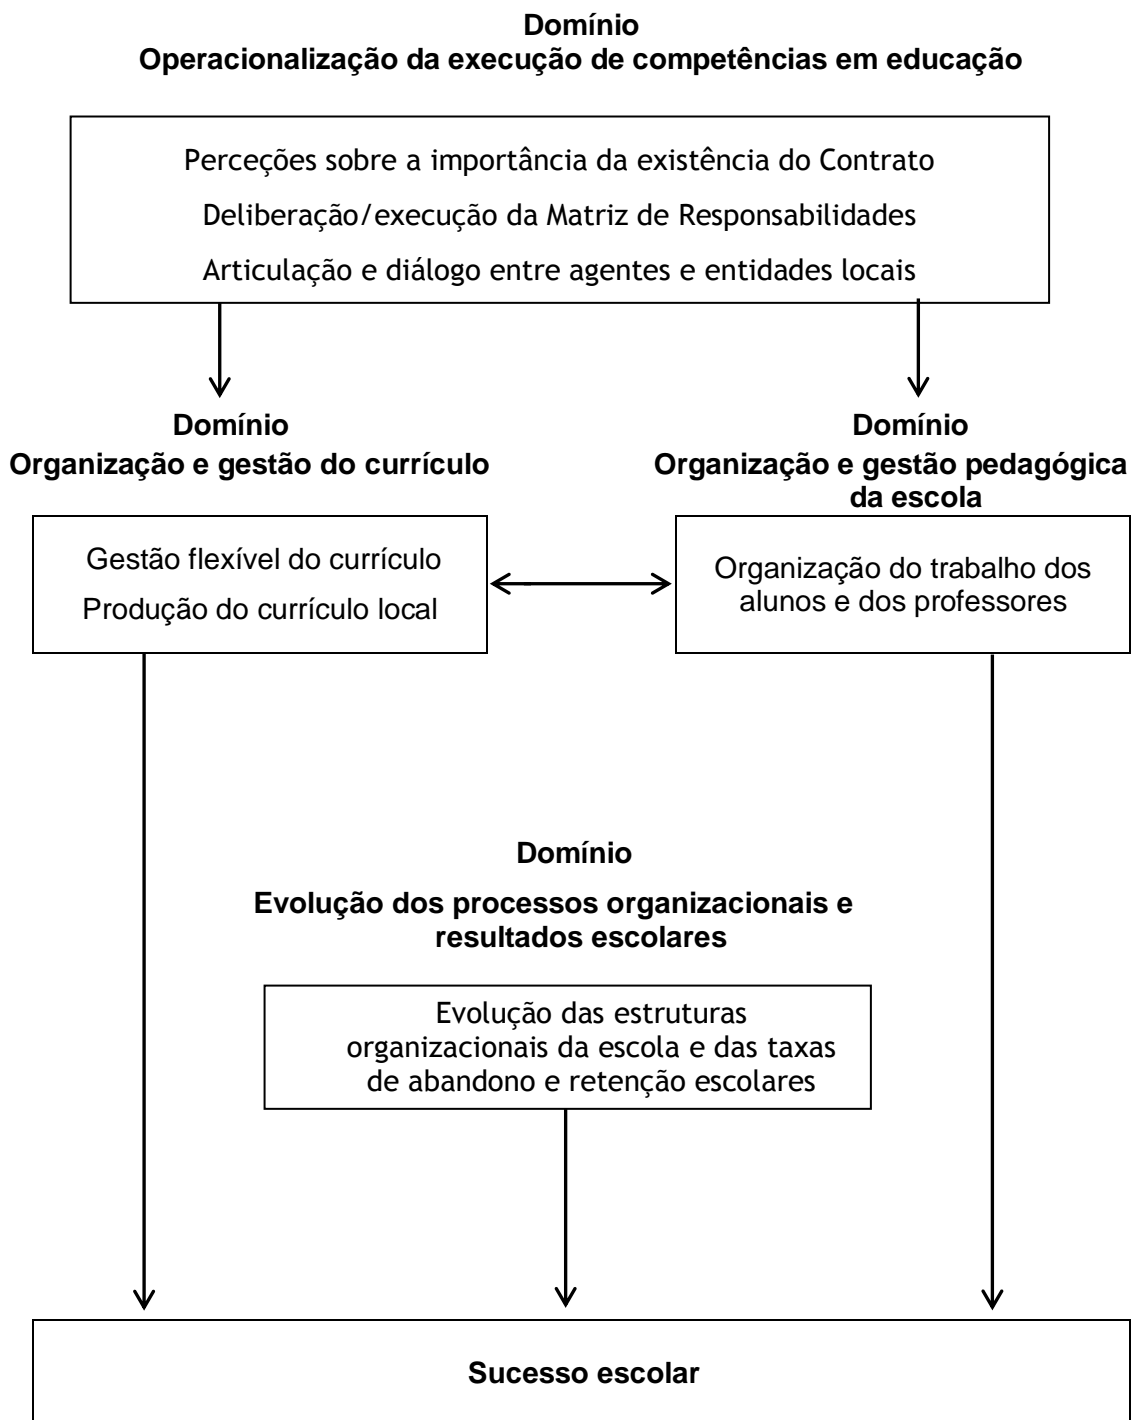 Domínio
Operacionalização da execução de competências em educação
Perceções sobre a importância da existência do Contrato
Deliberação/execução da Matriz de Responsabilidades
Articulação e diálogo entre agentes e entidades locais
Domínio
Organização e gestão do currículo
Domínio
Organização e gestão pedagógica
da escola
Gestão flexível do currículo
Produção do currículo local
Organização do trabalho dos
alunos e dos professores
Domínio
Evolução dos processos organizacionais e
resultados escolares
Evolução das estruturas
organizacionais da escola e das taxas
de abandono e retenção escolares
Sucesso escolar